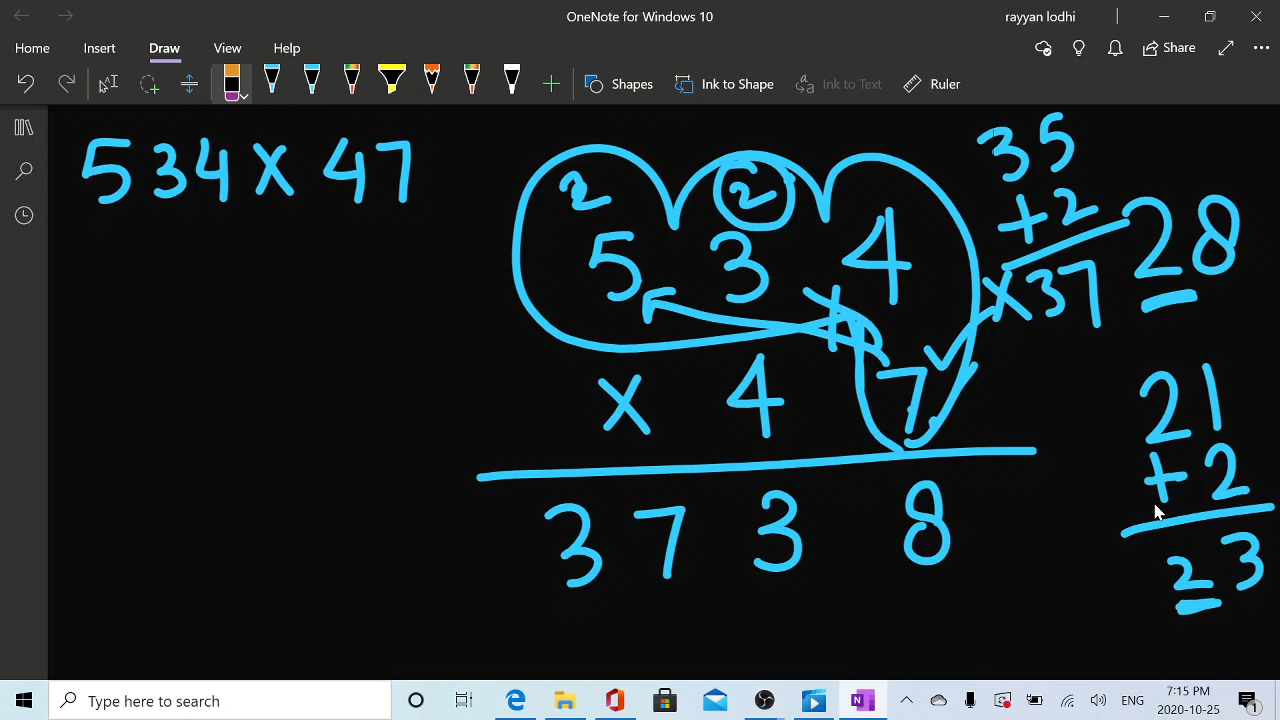 OneNote for Windows 10
rayyan lodhi
Home Insert Draw View Help
Share
Shapes Ink to Shape Ink to Text Ruler
534 x 47
35
+2
37
28
2 2
5 3 4
x 4 7
3 7 3 8
21
+2
23
Type here to search
ENG
7:15 PM
2020-10-25
1